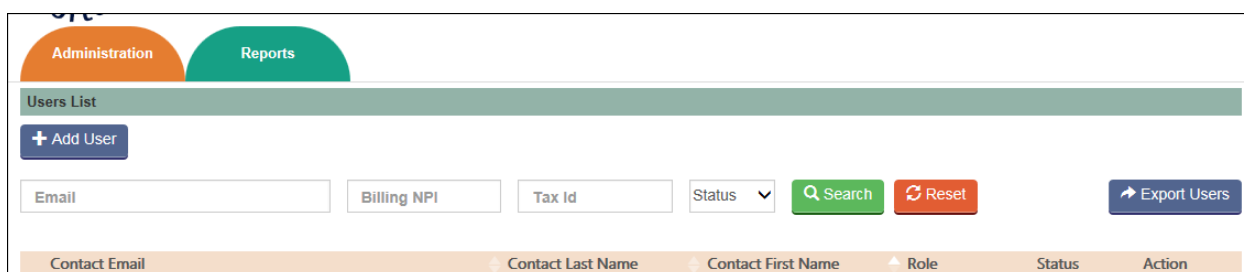 Administration Reports
Users List
Add User
Email Billing NPI Tax Id Status Search Reset Export Users
Contact Email Contact Last Name Contact First Name Role Status Action